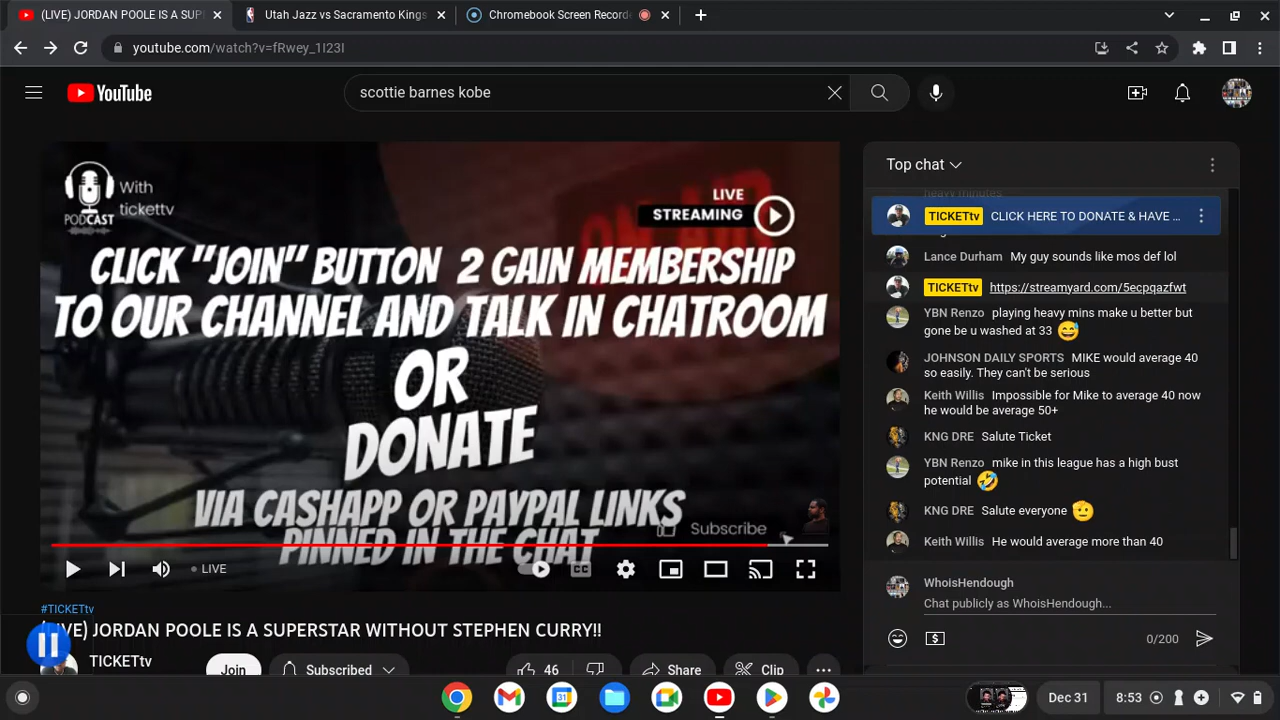 (LIVE) JORDAN POOLE IS A SUP
Utah Jazz vs Sacramento Kings
Chromebook Screen Recorde
youtube.com/watch?v=fRwey_1I23I
YouTube
scottie barnes kobe
PODCAST
With
tickettv
LIVE
STREAMING
ON AIR
CLICK "JOIN" BUTTON 2 GAIN MEMBERSHIP
TO OUR CHANNEL AND TALK IN CHATROOM
OR
DONATE
VIA CASHAPP OR PAYPAL LINKS
PINNED IN THE CHAT
Subscribe
LIVE
CC
#TICKETtv
(LIVE) JORDAN POOLE IS A SUPERSTAR WITHOUT STEPHEN CURRY!!
TICKETtv
Join
Subscribed
46
Share
Clip
Top chat
heavy minutes
TICKETtv CLICK HERE TO DONATE & HAVE ...
Lance Durham My guy sounds like mos def lol
TICKETtv https://streamyard.com/5ecpqazfwt
YBN Renzo playing heavy mins make u better but
gone be u washed at 33 😅
JOHNSON DAILY SPORTS MIKE would average 40
so easily. They can't be serious
Keith Willis Impossible for Mike to average 40 now
he would be average 50+
KNG DRE Salute Ticket
YBN Renzo mike in this league has a high bust
potential 🤣
KNG DRE Salute everyone 🫡
Keith Willis He would average more than 40
WhoisHendough
Chat publicly as WhoisHendough...
0/200
31
Dec 31
8:53